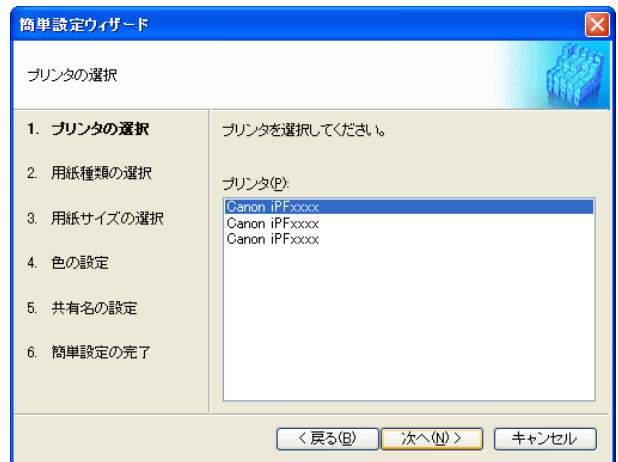 簡単設定ウィザード
プリンタの選択
1. プリンタの選択
2. 用紙種類の選択
3. 用紙サイズの選択
4. 色の設定
5. 共有名の設定
6. 簡単設定の完了
プリンタを選択してください。
プリンタ(P):
Canon iPFxxxx
Canon iPFxxxx
Canon iPFxxxx
< 戻る(B) 次へ(N) > キャンセル